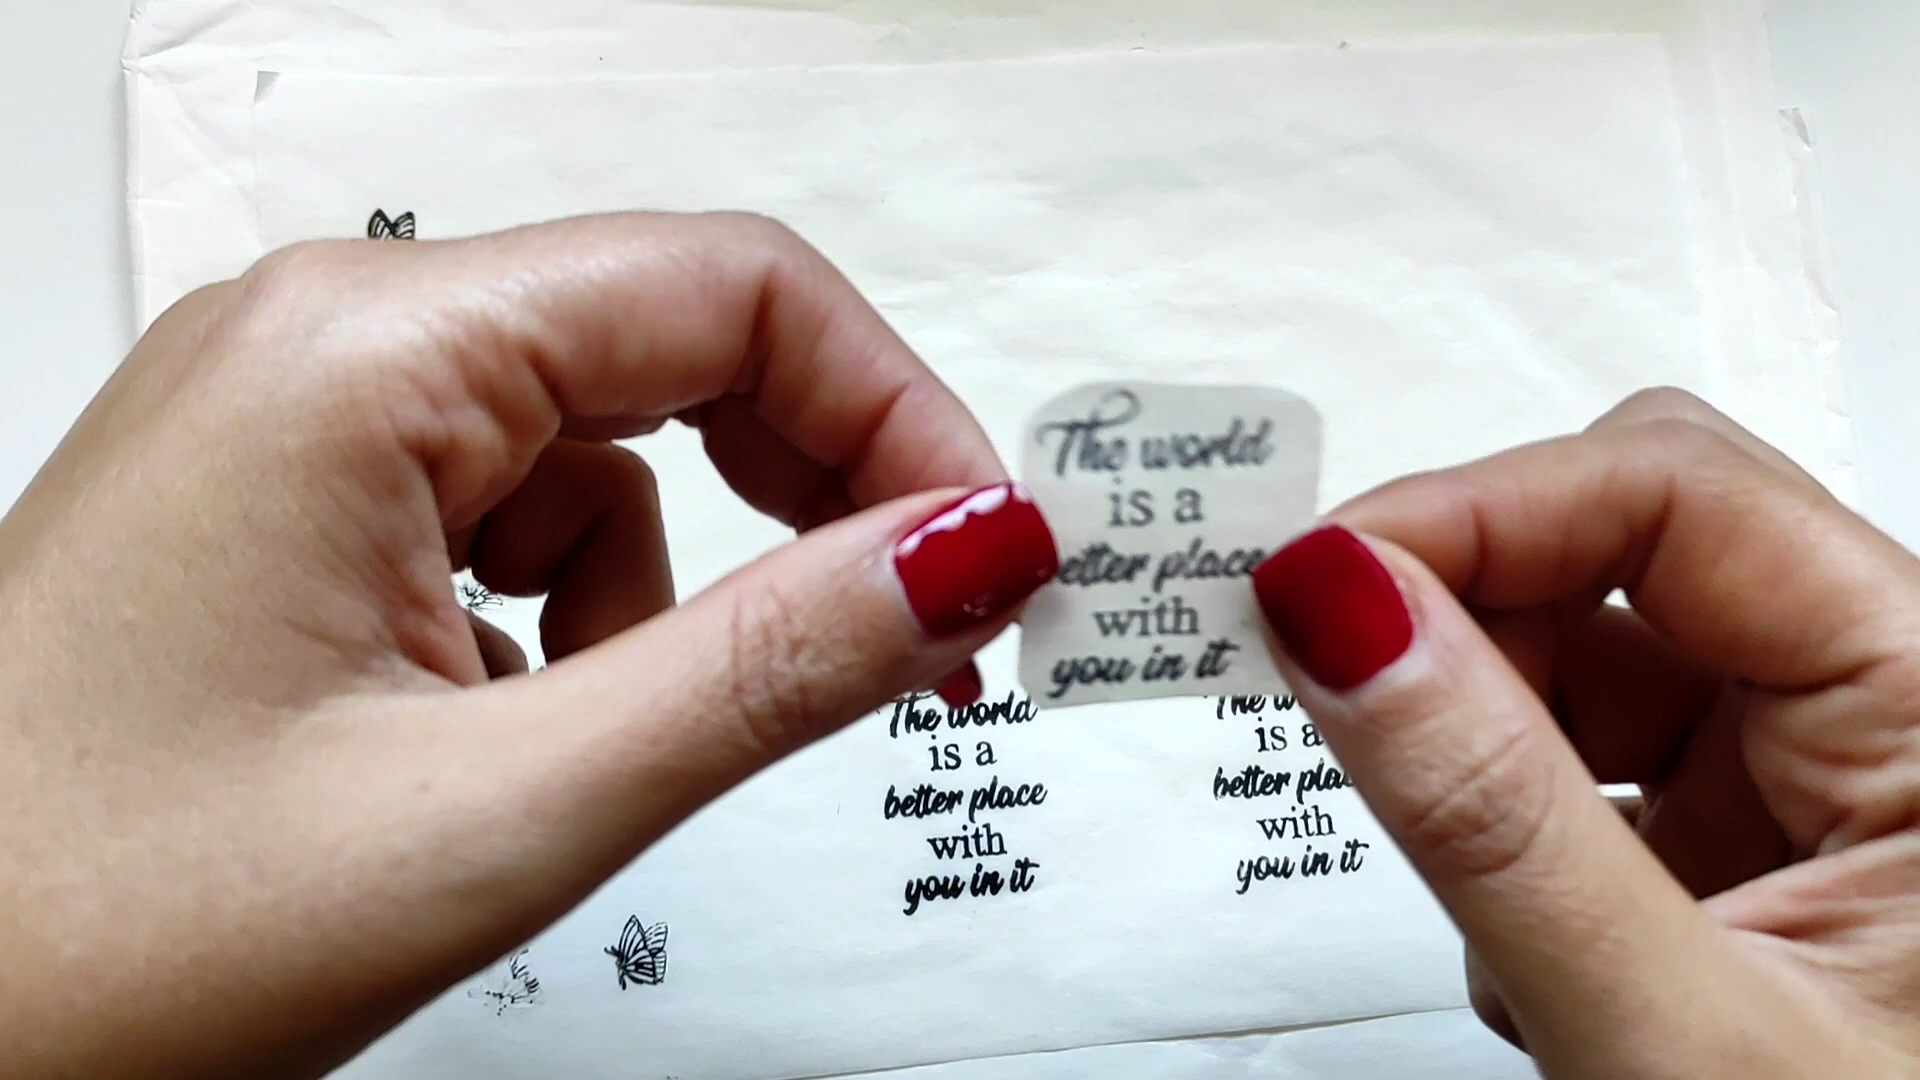 The world
is a
better place
with
you in it
The world
is a
better place
with
you in it
The w
is a
better plac
with
you in it